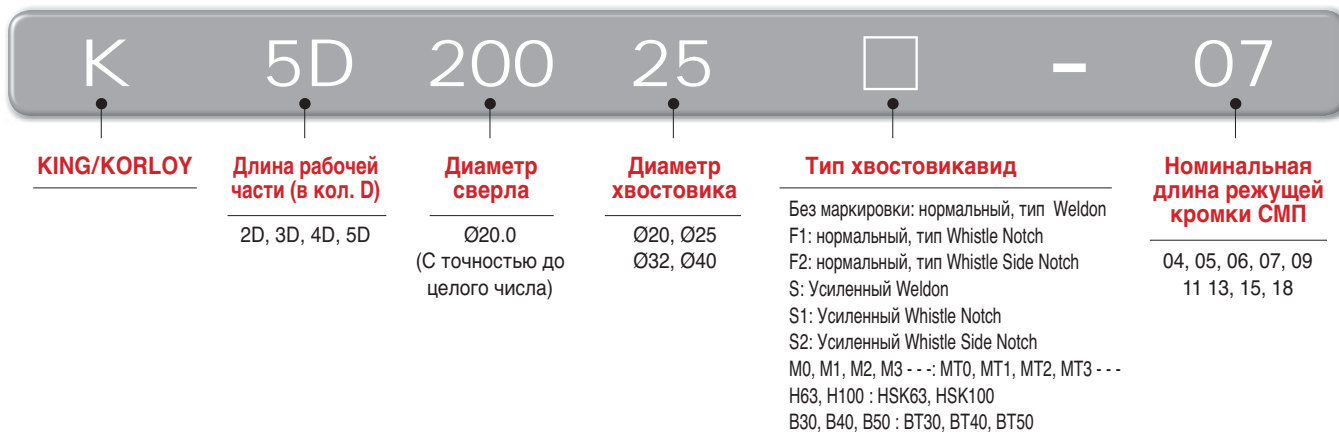 K 5D 200 25 □ - 07
KING/KORLOY
Длина рабочей
части (в кол. D)
2D, 3D, 4D, 5D
Диаметр
сверла
Ø20.0
(С точностью до
целого числа)
Диаметр
хвостовика
Ø20, Ø25
Ø32, Ø40
Тип хвостовикавид
Без маркировки: нормальный, тип Weldon
F1: нормальный, тип Whistle Notch
F2: нормальный, тип Whistle Side Notch
S: Усиленный Weldon
S1: Усиленный Whistle Notch
S2: Усиленный Whistle Side Notch
M0, M1, M2, M3 - - -: MT0, MT1, MT2, MT3 - - -
H63, H100 : HSK63, HSK100
B30, B40, B50 : BT30, BT40, BT50
Номинальная
длина режущей
кромки СМП
04, 05, 06, 07, 09
11 13, 15, 18